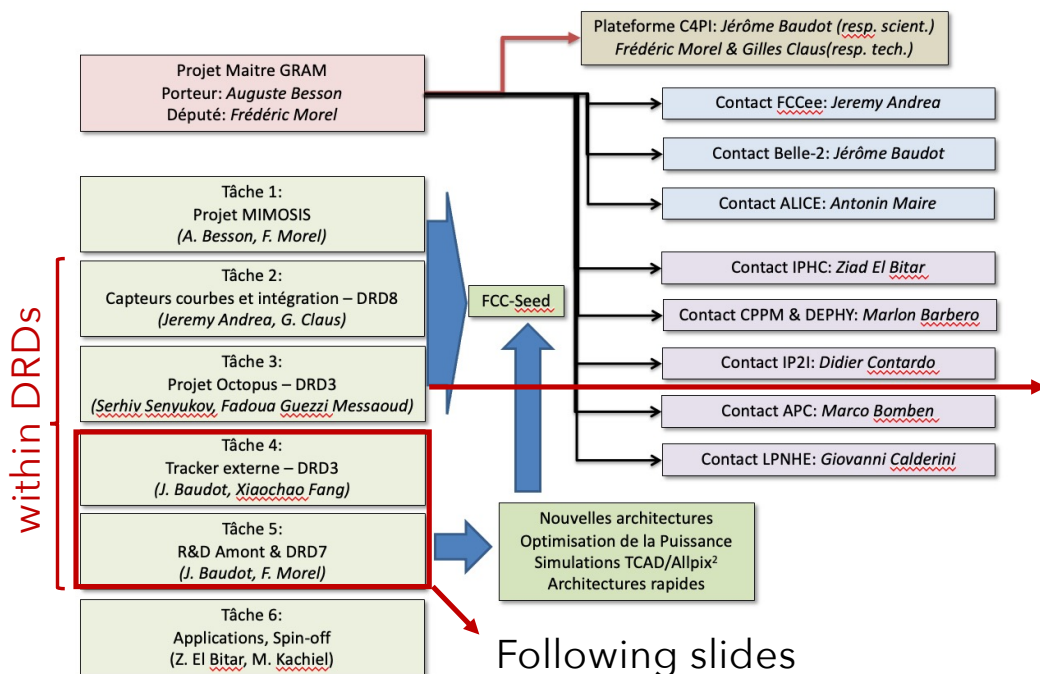 Plateforme C4PI: Jérôme Baudot (resp. scient.)
Frédéric Morel & Gilles Claus(resp. tech.)
Projet Maitre GRAM
Porteur: Auguste Besson
Député: Frédéric Morel
Contact FCCee: Jeremy Andrea
Contact Belle-2: Jérôme Baudot
Contact ALICE: Antonin Maire
Contact IPHC: Ziad El Bitar
Contact CPPM & DEPHY: Marlon Barbero
Contact IP2I: Didier Contardo
Contact APC: Marco Bomben
Contact LPNHE: Giovanni Calderini
within DRDs
Tâche 1:
Projet MIMOSIS
(A. Besson, F. Morel)
Tâche 2:
Capteurs courbes et intégration – DRD8
(Jeremy Andrea, G. Claus)
Tâche 3:
Projet Octopus – DRD3
(Serhiv Senyukov, Fadoua Guezzi Messaoud)
Tâche 4:
Tracker externe – DRD3
(J. Baudot, Xiaochao Fang)
Tâche 5:
R&D Amont & DRD7
(J. Baudot, F. Morel)
Tâche 6:
Applications, Spin-off
(Z. El Bitar, M. Kachiel)
FCC-Seed
Nouvelles architectures
Optimisation de la Puissance
Simulations TCAD/Allpix²
Architectures rapides
Following slides